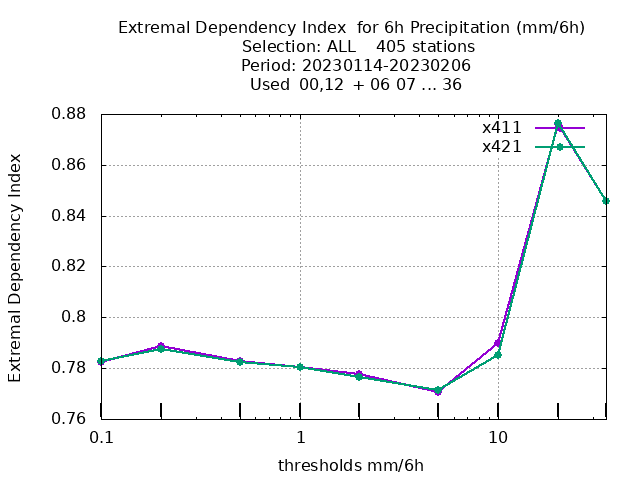 Extremal Dependency Index  for 6h Precipitation (mm/6h)
Selection: ALL    405 stations
Period: 20230114-20230206
Used  00,12  + 06 07 ... 36
x411
x421
Extremal Dependency Index
0.88
0.86
0.84
0.82
0.8
0.78
0.76
0.1
1
10
thresholds mm/6h